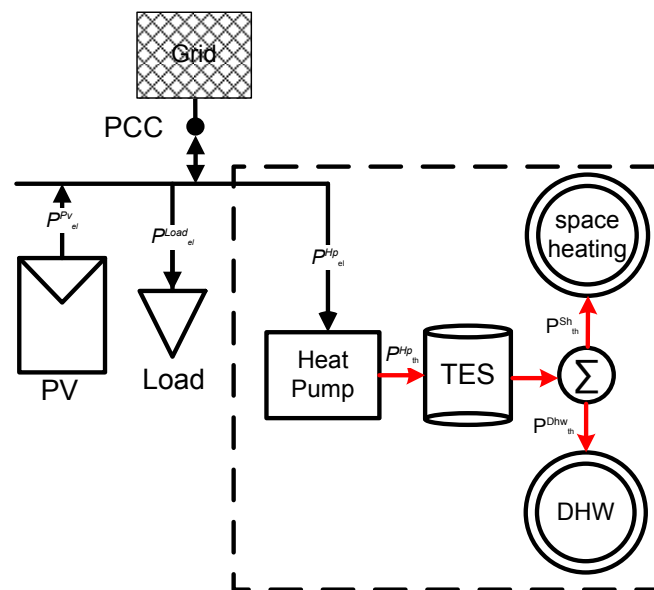 Grid
PCC
P^Pv_el
P^Load_el
P^Hp_el
space
heating
PV
Load
Heat
Pump
P^Hp_th
TES
Σ
P^Sh_th
P^Dhw_th
DHW